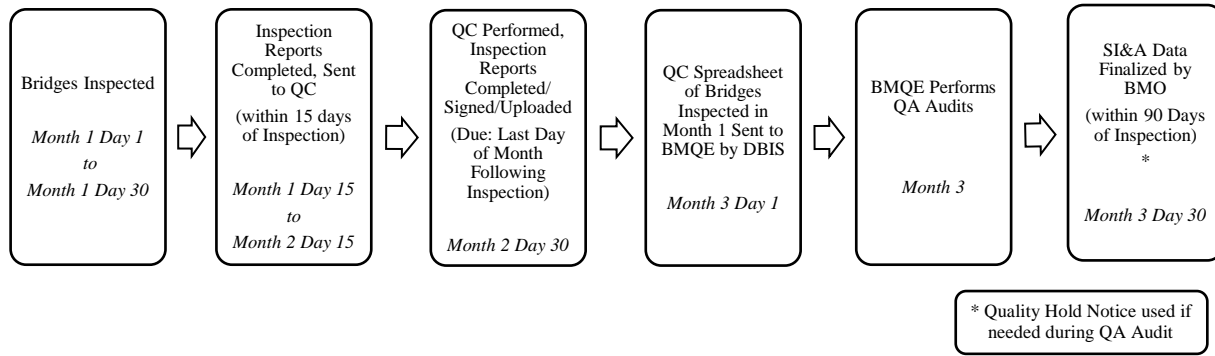 Bridges Inspected
Month 1 Day 1
to
Month 1 Day 30
Inspection
Reports
Completed, Sent
to QC
(within 15 days
of Inspection)
Month 1 Day 15
to
Month 2 Day 15
QC Performed,
Inspection
Reports
Completed/
Signed/Uploaded
(Due: Last Day
of Month
Following
Inspection)
Month 2 Day 30
QC Spreadsheet
of Bridges
Inspected in
Month 1 Sent to
BMQE by DBIS
Month 3 Day 1
BMQE Performs
QA Audits
Month 3
SI&A Data
Finalized by
BMO
(within 90 Days
of Inspection)
*
Month 3 Day 30
* Quality Hold Notice used if
needed during QA Audit